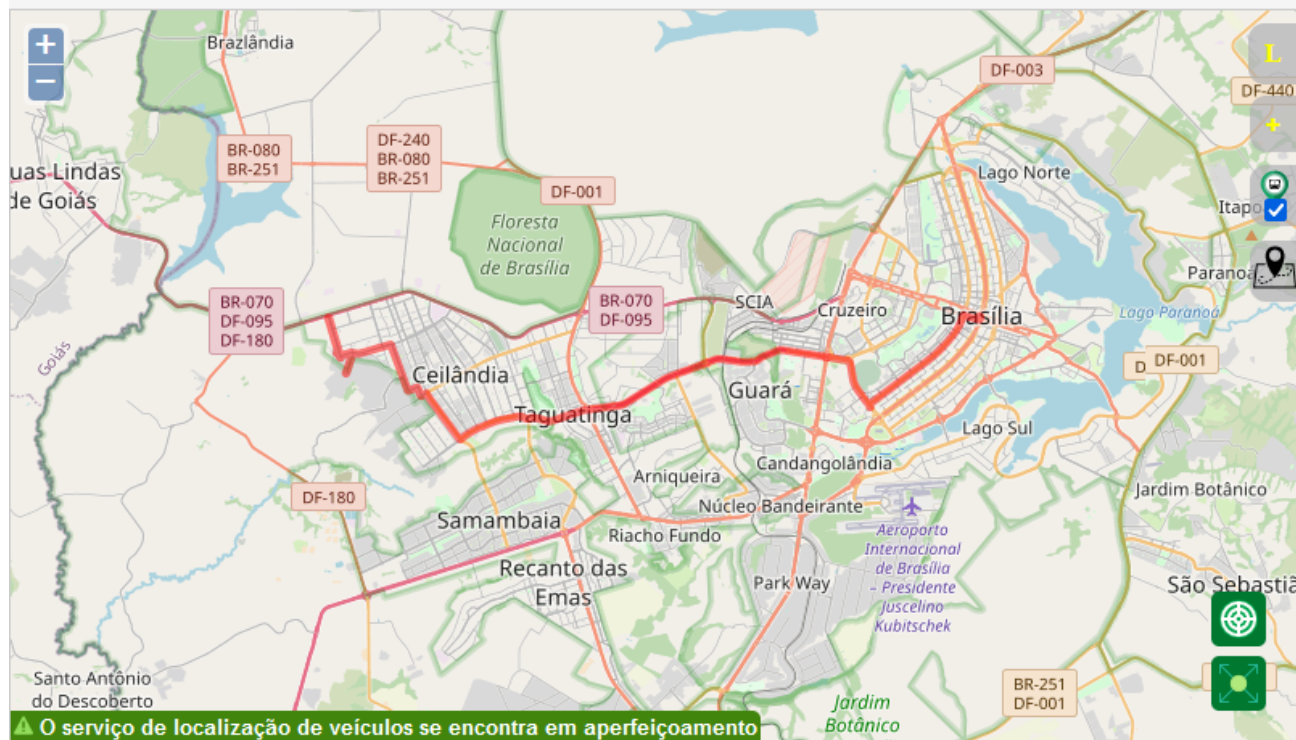 +
−
Brazlândia
DF-003
L
DF-440
+
BR-080
BR-251
DF-240
BR-080
BR-251
DF-001
uas Lindas
de Goiás
Lago Norte
Itapo
Floresta
Nacional
de Brasília
Paranoá
BR-070
DF-095
DF-180
BR-070
DF-095
SCIA
Cruzeiro
Brasília
Lago Paranoá
Goiás
D
DF-001
Ceilândia
Guará
Taguatinga
Lago Sul
Candangolândia
Arniqueira
Jardim Botânico
DF-180
Samambaia
Núcleo Bandeirante
Riacho Fundo
Aeroporto
Internacional
de Brasília
– Presidente
Juscelino
Kubitschek
Recanto das
Emas
Park Way
São Sebastiã
Santo Antônio
do Descoberto
BR-251
DF-001
Jardim
Botânico
O serviço de localização de veículos se encontra em aperfeiçoamento